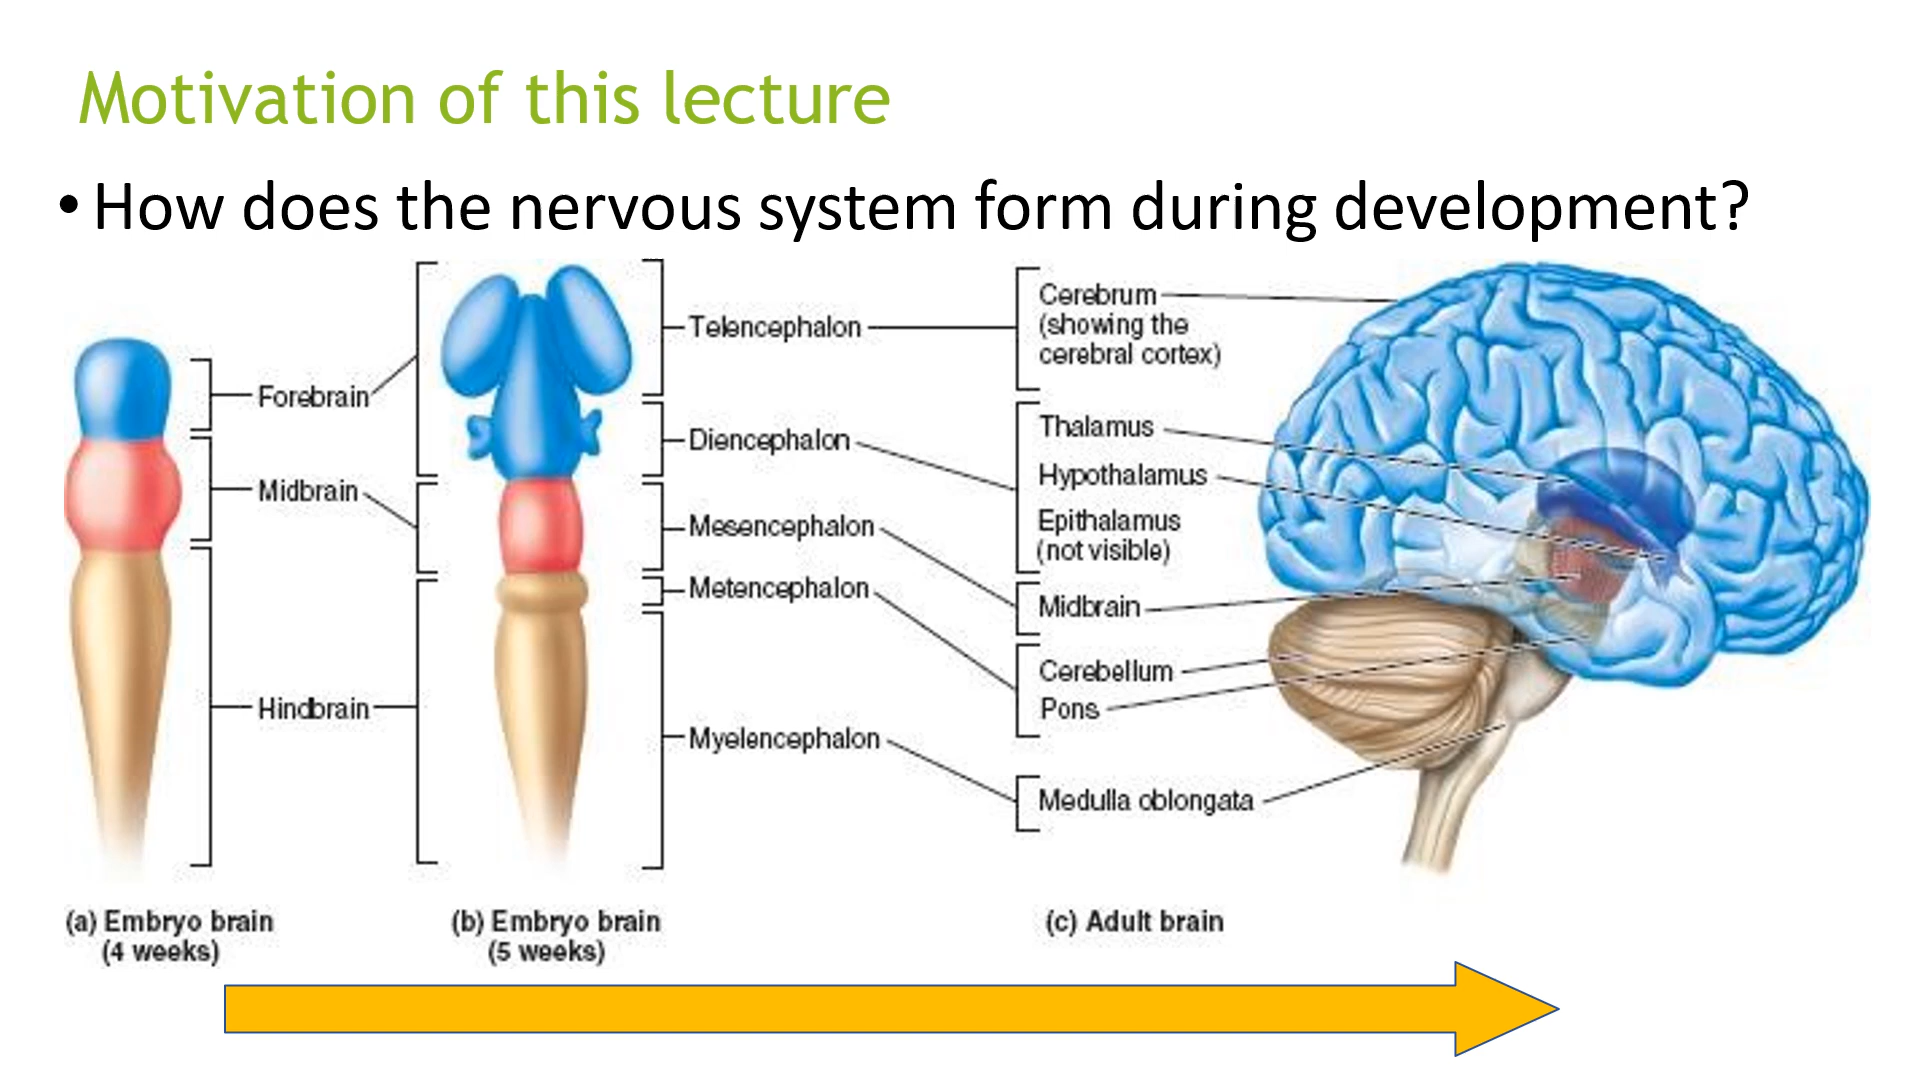 Motivation of this lecture
• How does the nervous system form during development?
Forebrain
Midbrain
Hindbrain
Telencephalon
Diencephalon
Mesencephalon
Metencephalon
Myelencephalon
Cerebrum
(showing the
cerebral cortex)
Thalamus
Hypothalamus
Epithalamus
(not visible)
Midbrain
Cerebellum
Pons
Medulla oblongata
(a) Embryo brain
(4 weeks)
(b) Embryo brain
(5 weeks)
(c) Adult brain